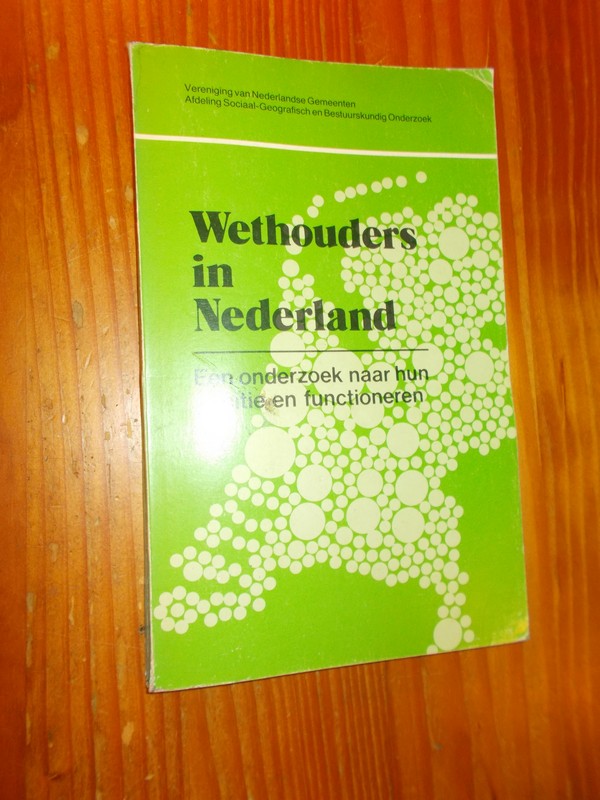 Vereniging van Nederlandse Gemeenten
Afdeling Sociaal-Geografisch en Bestuurskundig Onderzoek
Wethouders
in
Nederland
Een onderzoek naar hun
en functioneren